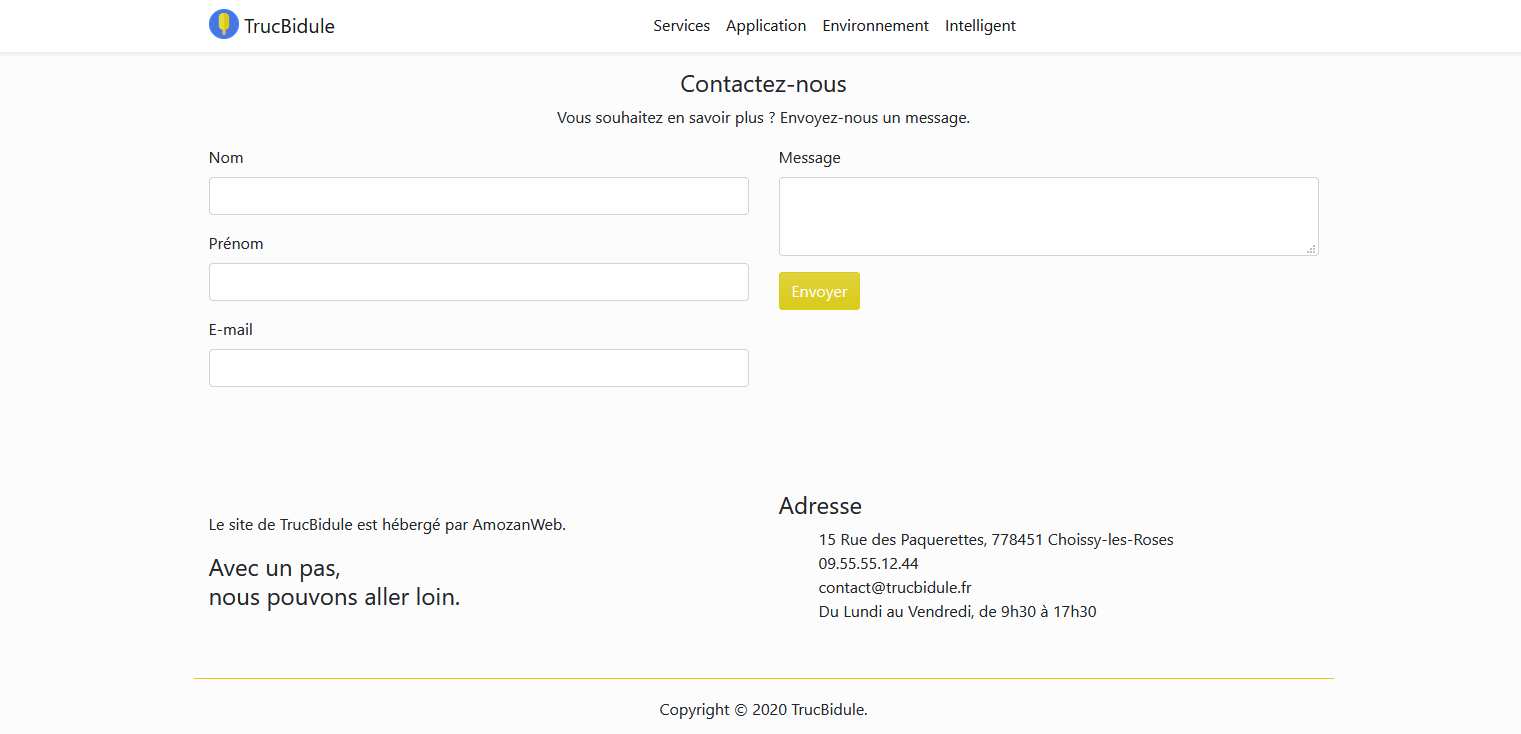 TrucBidule
Services Application Environnement Intelligent
Contactez-nous
Vous souhaitez en savoir plus ? Envoyez-nous un message.
Nom
Prénom
E-mail
Message
Envoyer
Le site de TrucBidule est hébergé par AmozanWeb.
Avec un pas,
nous pouvons aller loin.
Adresse
15 Rue des Paquerettes, 778451 Choissy-les-Roses
09.55.55.12.44
contact@trucbidule.fr
Du Lundi au Vendredi, de 9h30 à 17h30
Copyright © 2020 TrucBidule.